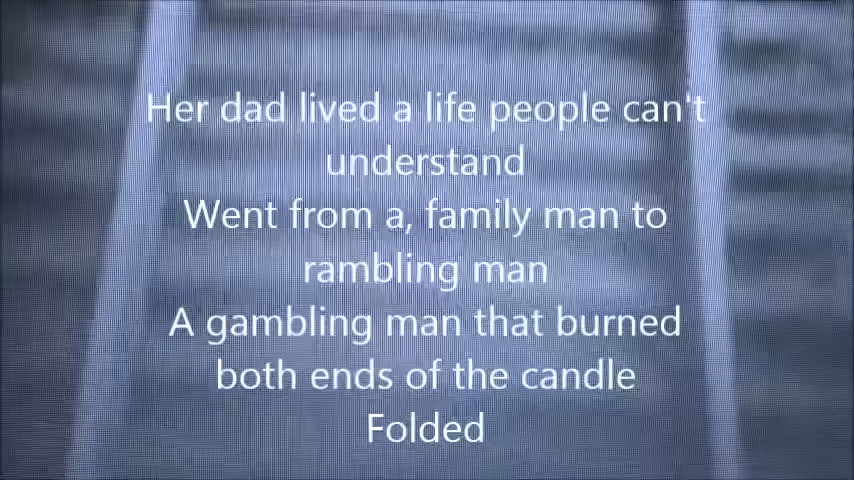 Her dad lived a life people can't
understand
Went from a, family man to
rambling man
A gambling man that burned
both ends of the candle
Folded